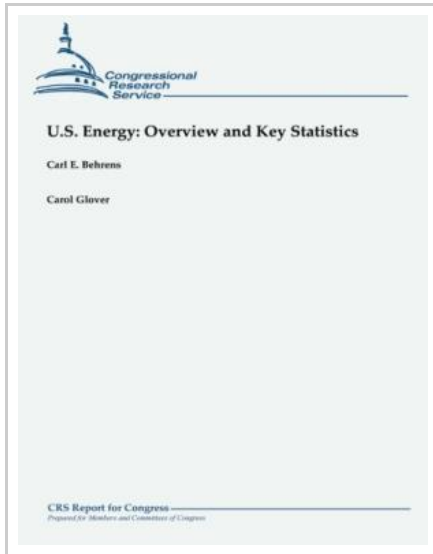 Congressional
Research
Service
U.S. Energy: Overview and Key Statistics
Carl E. Behrens
Carol Glover
CRS Report for Congress
Prepared for Members and Committees of Congress